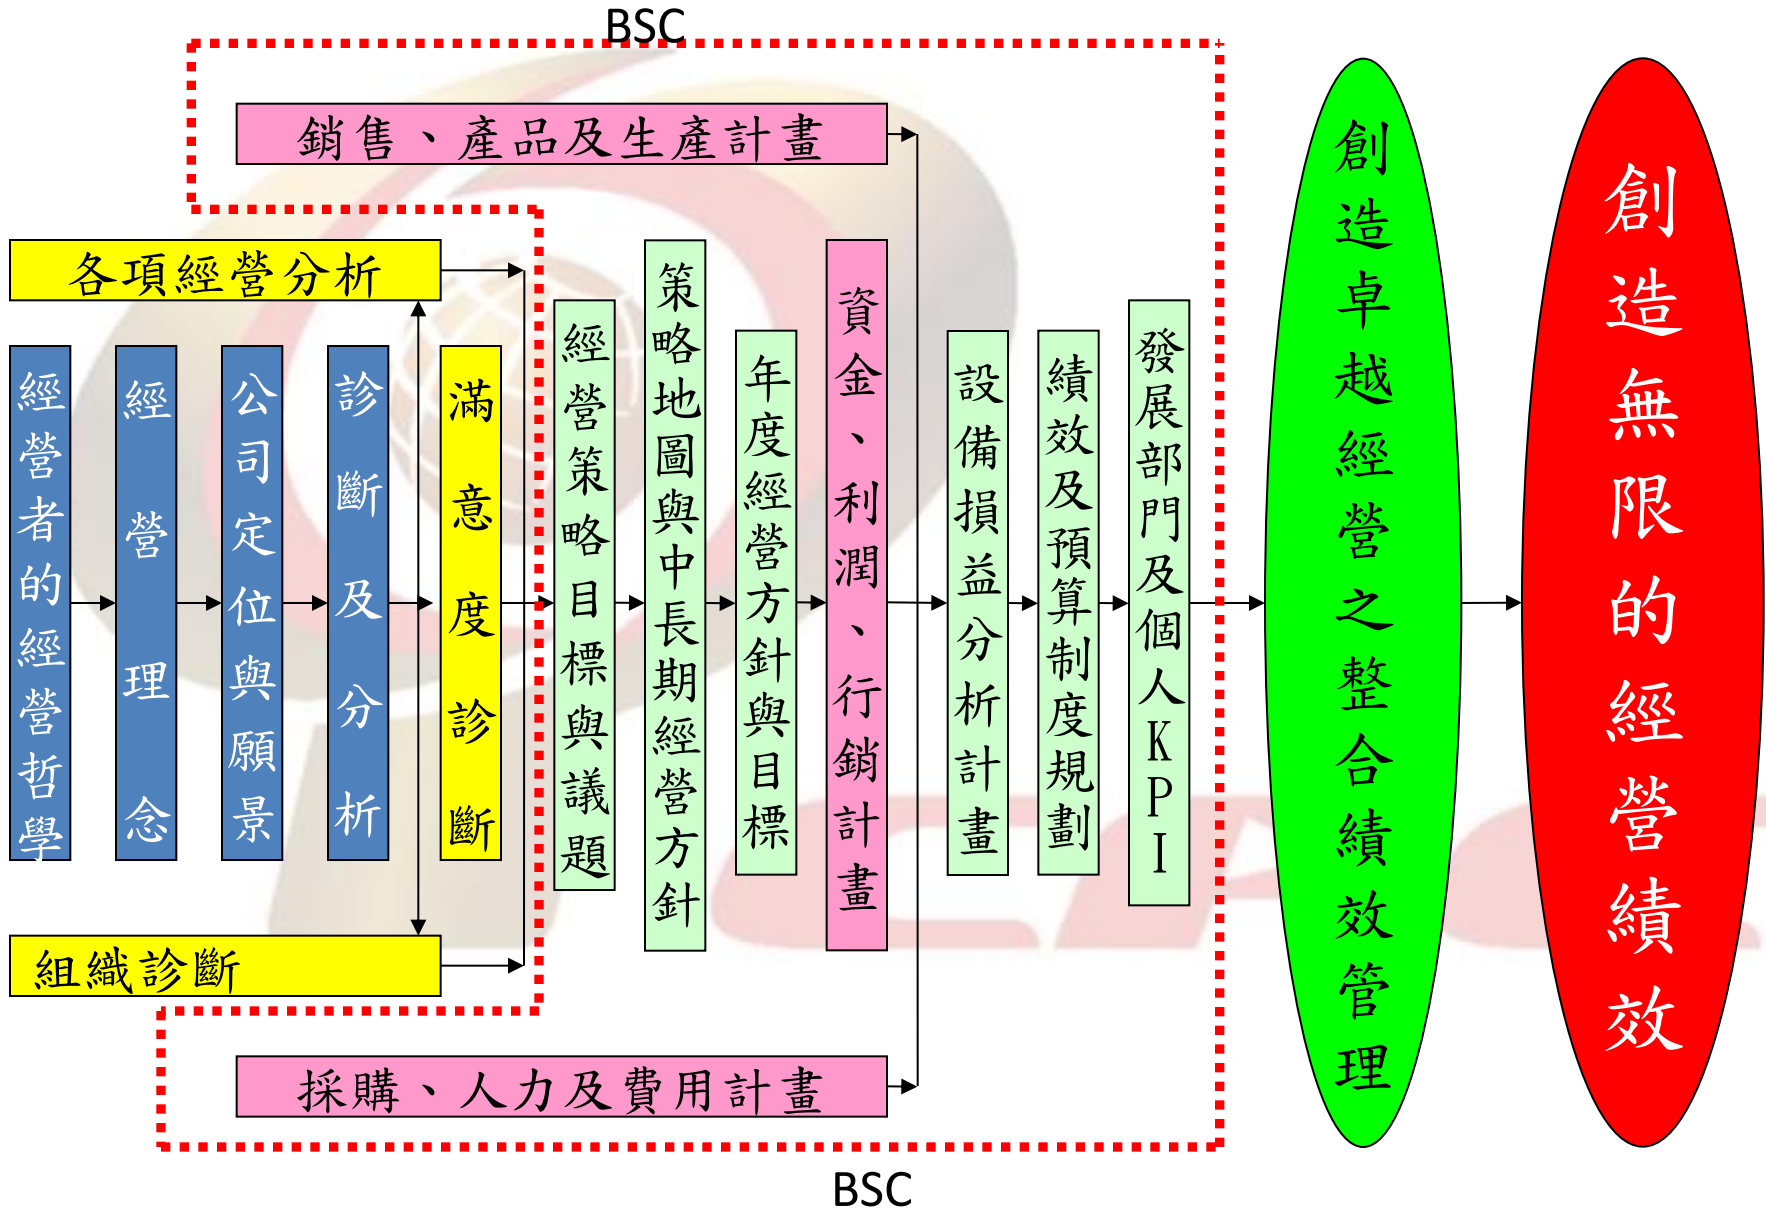 BSC
銷售、產品及生產計畫
各項經營分析
經營者的經營哲學
經營理念
公司定位與願景
診斷及分析
滿意度診斷
經營策略目標與議題
策略地圖與中長期經營方針
年度經營方針與目標
資金、利潤、行銷計畫
設備損益分析計畫
績效及預算制度規劃
發展部門及個人KPI
創造卓越經營之整合績效管理
創造無限的經營績效
組織診斷
採購、人力及費用計畫
BSC